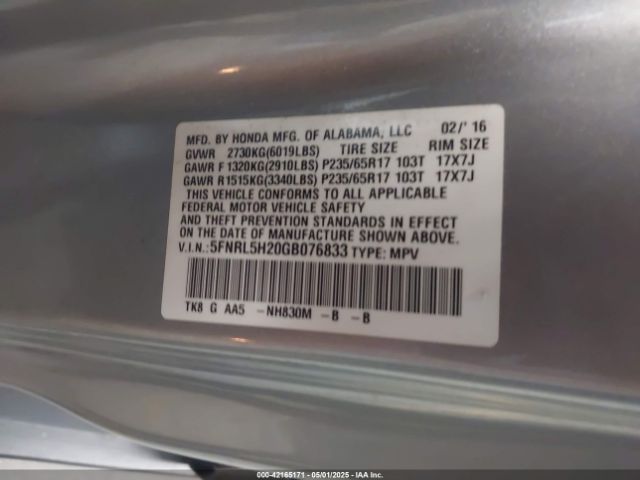 MFD. BY HONDA MFG. OF ALABAMA, LLC 02/' 16
GVWR 2730KG(6019LBS) TIRE SIZE RIM SIZE
GAWR F 1320KG(2910LBS) P235/65R17 103T 17X7J
GAWR R1515KG(3340LBS) P235/65R17 103T 17X7J
THIS VEHICLE CONFORMS TO ALL APPLICABLE
FEDERAL MOTOR VEHICLE SAFETY
AND THEFT PREVENTION STANDARDS IN EFFECT
ON THE DATE OF MANUFACTURE SHOWN ABOVE.
V.I.N.: 5FNRL5H20GB076833 TYPE: MPV
TK8 G AA5 -NH830M -B -B
000-42165171 - 05/01/2025 - IAA Inc.